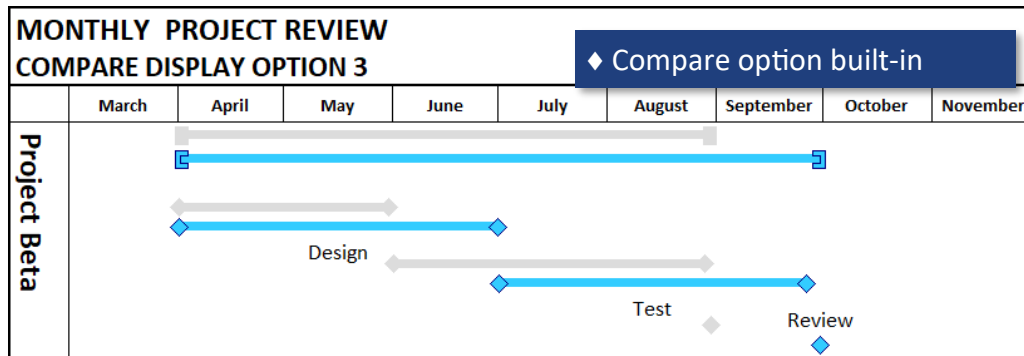 MONTHLY PROJECT REVIEW
COMPARE DISPLAY OPTION 3
♦ Compare option built-in
March April May June July August September October November
Project Beta
Design
Test
Review